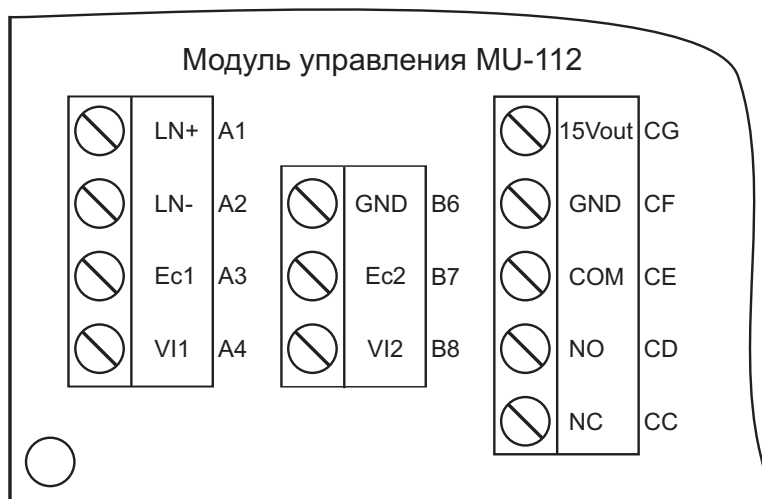 Модуль управления MU-112
LN+ A1
LN- A2
Ec1 A3
VI1 A4
GND B6
Ec2 B7
VI2 B8
15Vout CG
GND CF
COM CE
NO CD
NC CC